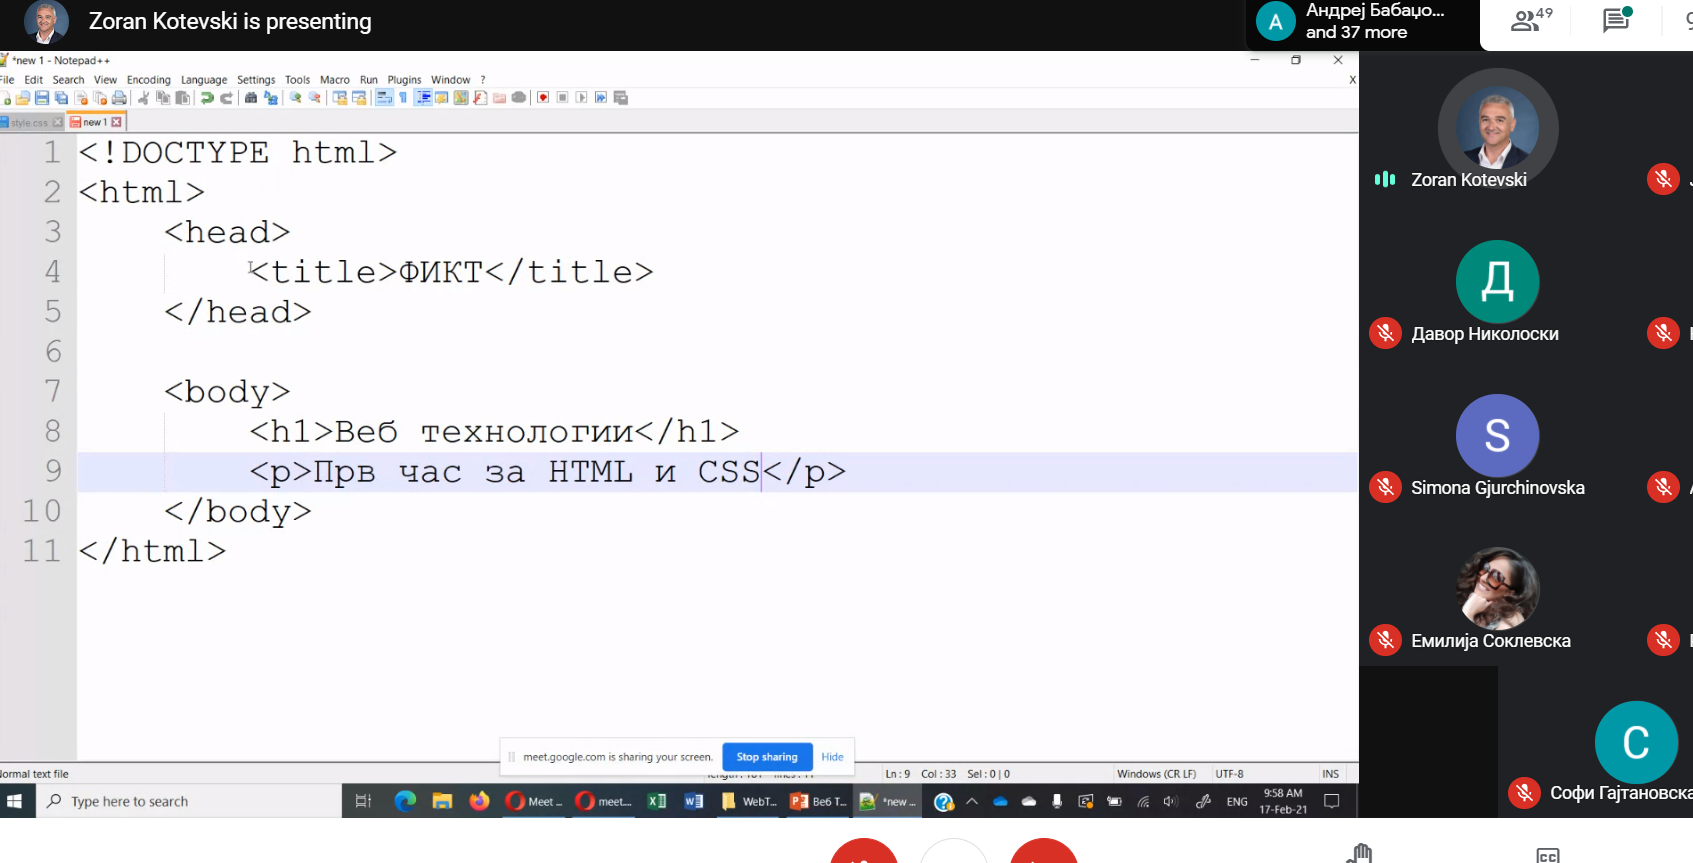 Zoran Kotevski is presenting
A
Андреј Бабаџо...
and 37 more
49
*new 1 - Notepad++
File Edit Search View Encoding Language Settings Tools Macro Run Plugins Window ?
X
style.css
new 1
1 <!DOCTYPE html>
2 <html>
3 <head>
4 <title>ФИКТ</title>
5 </head>
6
7 <body>
8 <h1>Веб технологии</h1>
9 <p>Прв час за HTML и CSS</p>
10 </body>
11 </html>
Zoran Kotevski
Д
Давор Николоски
S
Simona Gjurchinovska
Емилија Соклевска
С
Софи Гајтановска
meet.google.com is sharing your screen. Stop sharing Hide
Normal text file
Ln : 9 Col : 33 Sel : 0 | 0
Windows (CR LF) UTF-8 INS
Type here to search
Meet ...
meet....
WebT...
Веб Т...
*new ...
ENG
9:58 AM
17-Feb-21